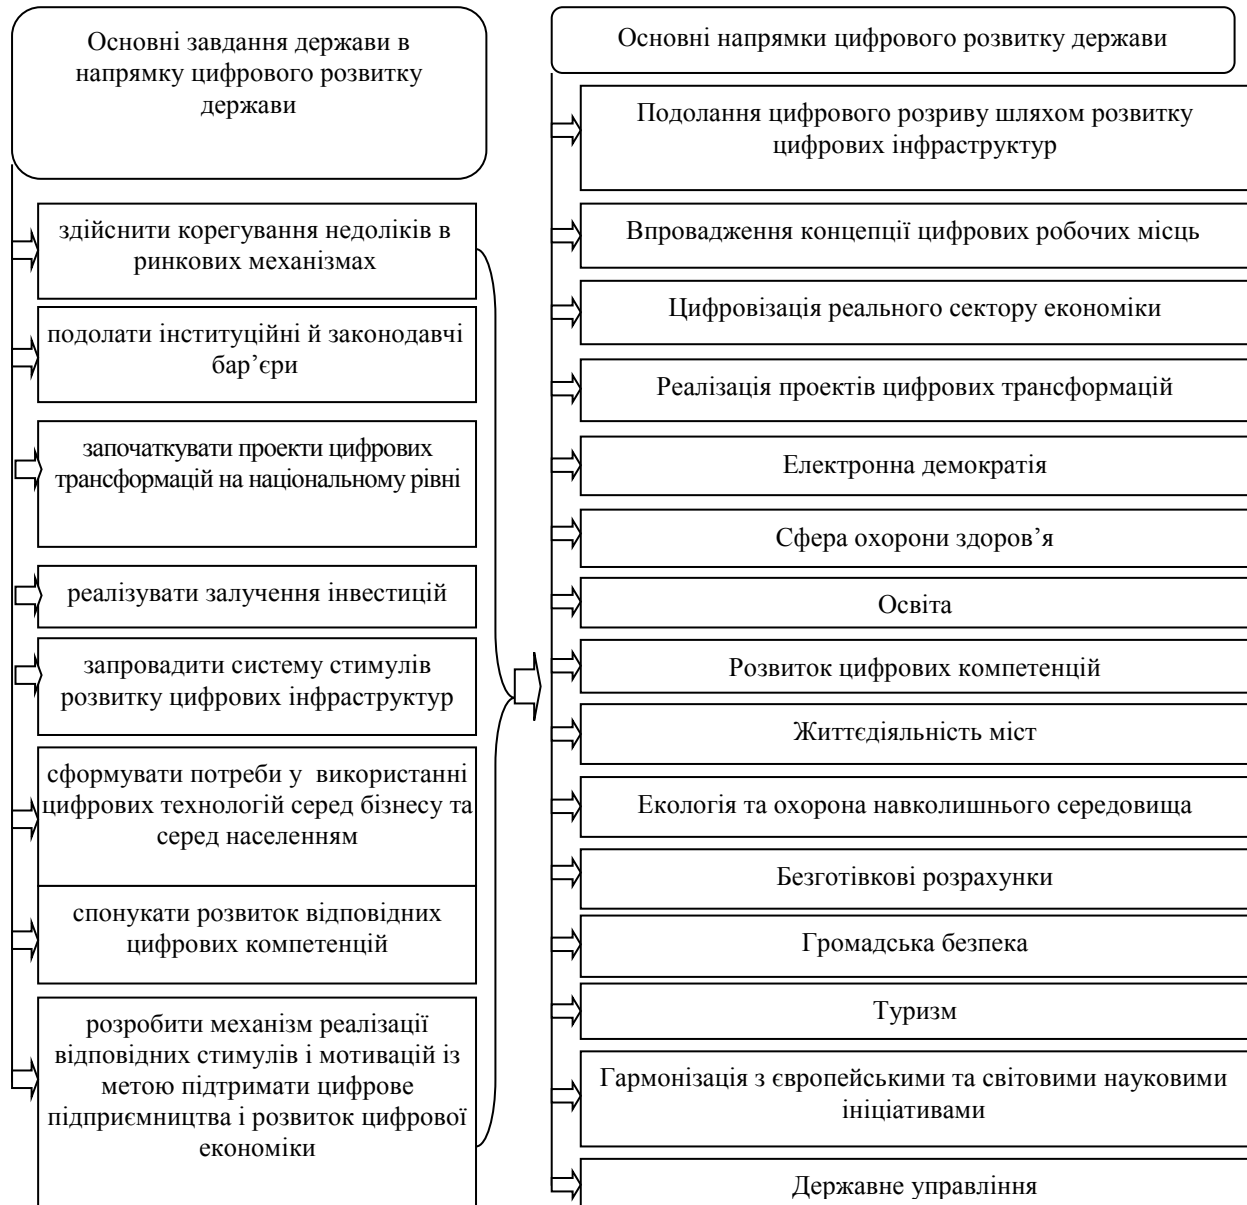 Основні завдання держави в
напрямку цифрового розвитку
держави
здійснити корегування недоліків в
ринкових механізмах
подолати інституційні й законодавчі
бар’єри
започаткувати проекти цифрових
трансформацій на національному рівні
реалізувати залучення інвестицій
запровадити систему стимулів
розвитку цифрових інфраструктур
сформувати потреби у використанні
цифрових технологій серед бізнесу та
серед населенням
спонукати розвиток відповідних
цифрових компетенцій
розробити механізм реалізації
відповідних стимулів і мотивацій із
метою підтримати цифрове
підприємництва і розвиток цифрової
економіки
Основні напрямки цифрового розвитку держави
Подолання цифрового розриву шляхом розвитку
цифрових інфраструктур
Впровадження концепції цифрових робочих місць
Цифровізація реального сектору економіки
Реалізація проектів цифрових трансформацій
Електронна демократія
Сфера охорони здоров’я
Освіта
Розвиток цифрових компетенцій
Життєдіяльність міст
Екологія та охорона навколишнього середовища
Безготівкові розрахунки
Громадська безпека
Туризм
Гармонізація з європейськими та світовими науковими
ініціативами
Державне управління